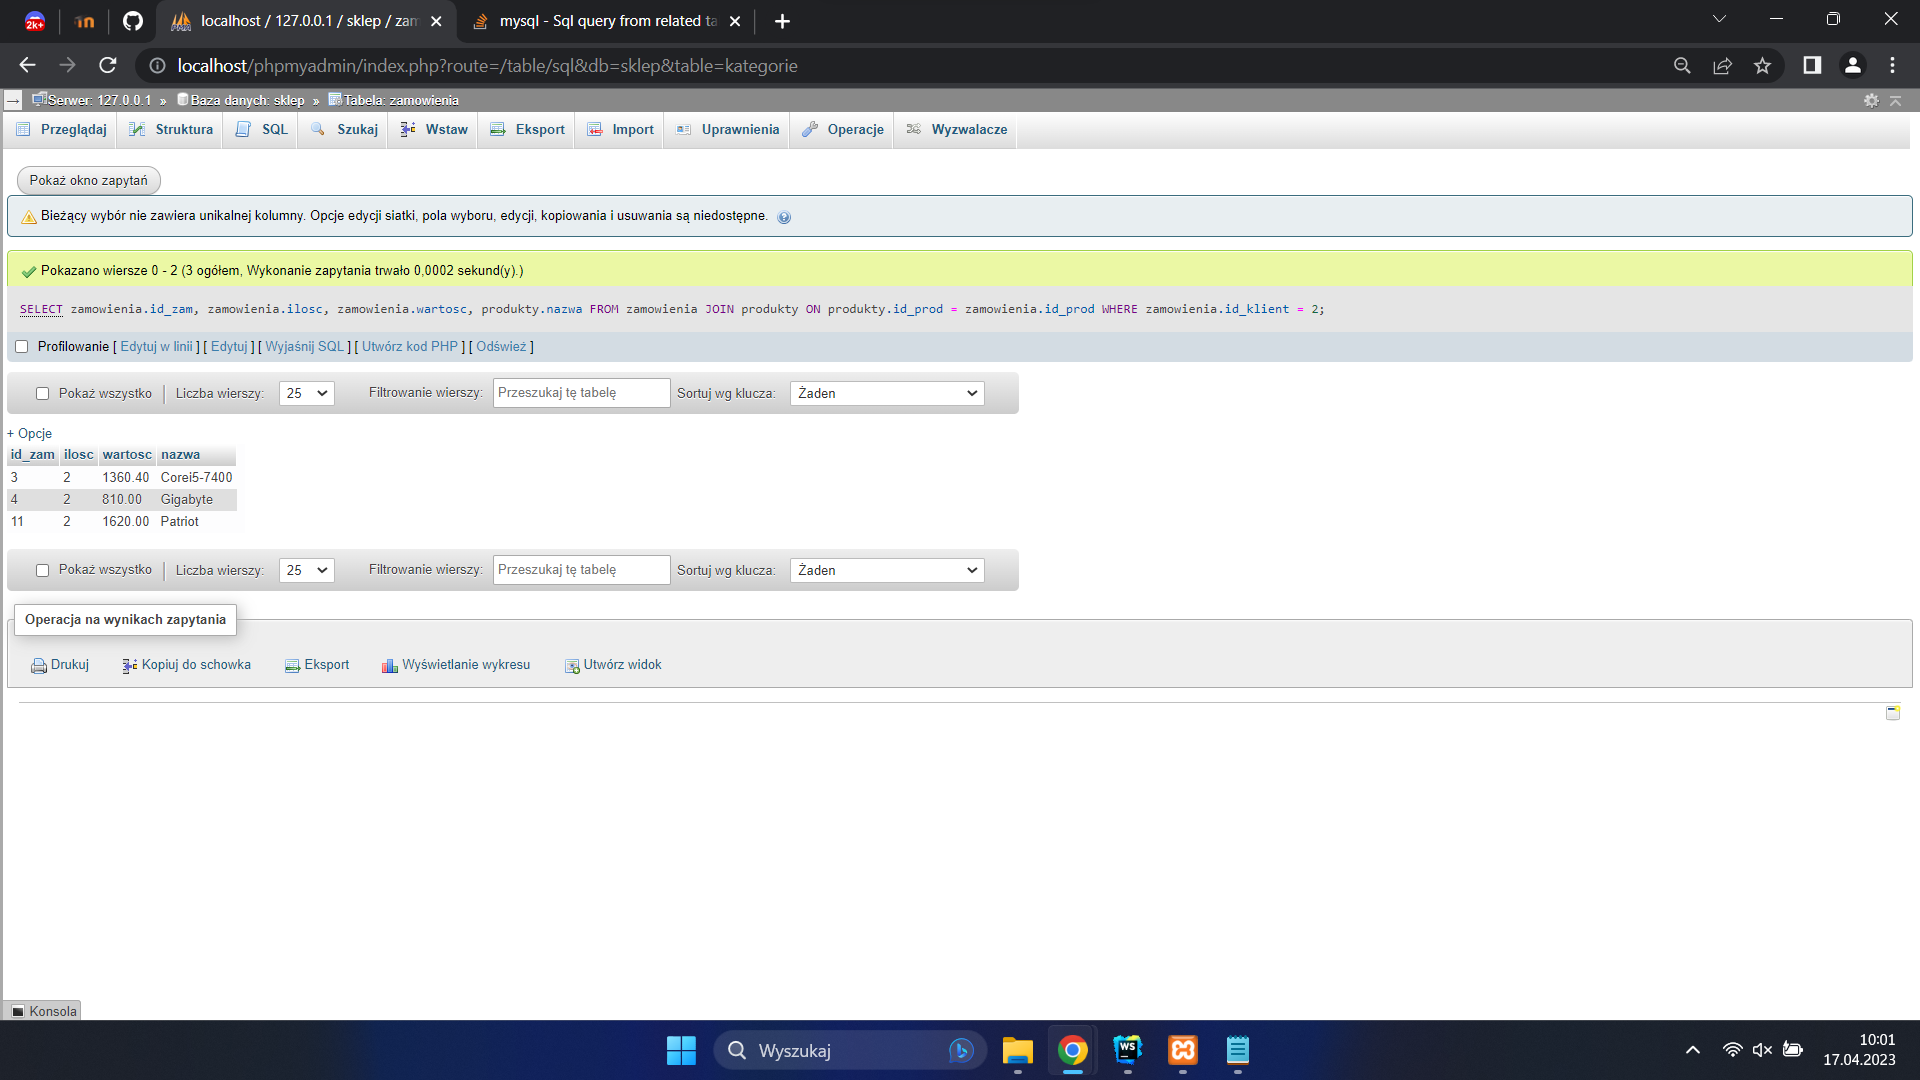 2K+
localhost / 127.0.0.1 / sklep / zam
mysql - Sql query from related ta
localhost/phpmyadmin/index.php?route=/table/sql&db=sklep&table=kategorie
Serwer: 127.0.0.1 » Baza danych: sklep » Tabela: zamowienia
Przeglądaj Struktura SQL Szukaj Wstaw Eksport Import Uprawnienia Operacje Wyzwalacze
Pokaż okno zapytań
Bieżący wybór nie zawiera unikalnej kolumny. Opcje edycji siatki, pola wyboru, edycji, kopiowania i usuwania są niedostępne.
Pokazano wiersze 0 - 2 (3 ogółem, Wykonanie zapytania trwało 0,0002 sekund(y).)
SELECT zamowienia.id_zam, zamowienia.ilosc, zamowienia.wartosc, produkty.nazwa FROM zamowienia JOIN produkty ON produkty.id_prod = zamowienia.id_prod WHERE zamowienia.id_klient = 2;
Profilowanie [ Edytuj w linii ] [ Edytuj ] [ Wyjaśnij SQL ] [ Utwórz kod PHP ] [ Odśwież ]
Pokaż wszystko Liczba wierszy: 25 Filtrowanie wierszy: Przeszukaj tę tabelę Sortuj wg klucza: Żaden
+ Opcje
id_zam ilosc wartosc nazwa
3 2 1360.40 Corei5-7400
4 2 810.00 Gigabyte
11 2 1620.00 Patriot
Pokaż wszystko Liczba wierszy: 25 Filtrowanie wierszy: Przeszukaj tę tabelę Sortuj wg klucza: Żaden
Operacja na wynikach zapytania
Drukuj Kopiuj do schowka Eksport Wyświetlanie wykresu Utwórz widok
Konsola
Wyszukaj
WS
10:01
17.04.2023